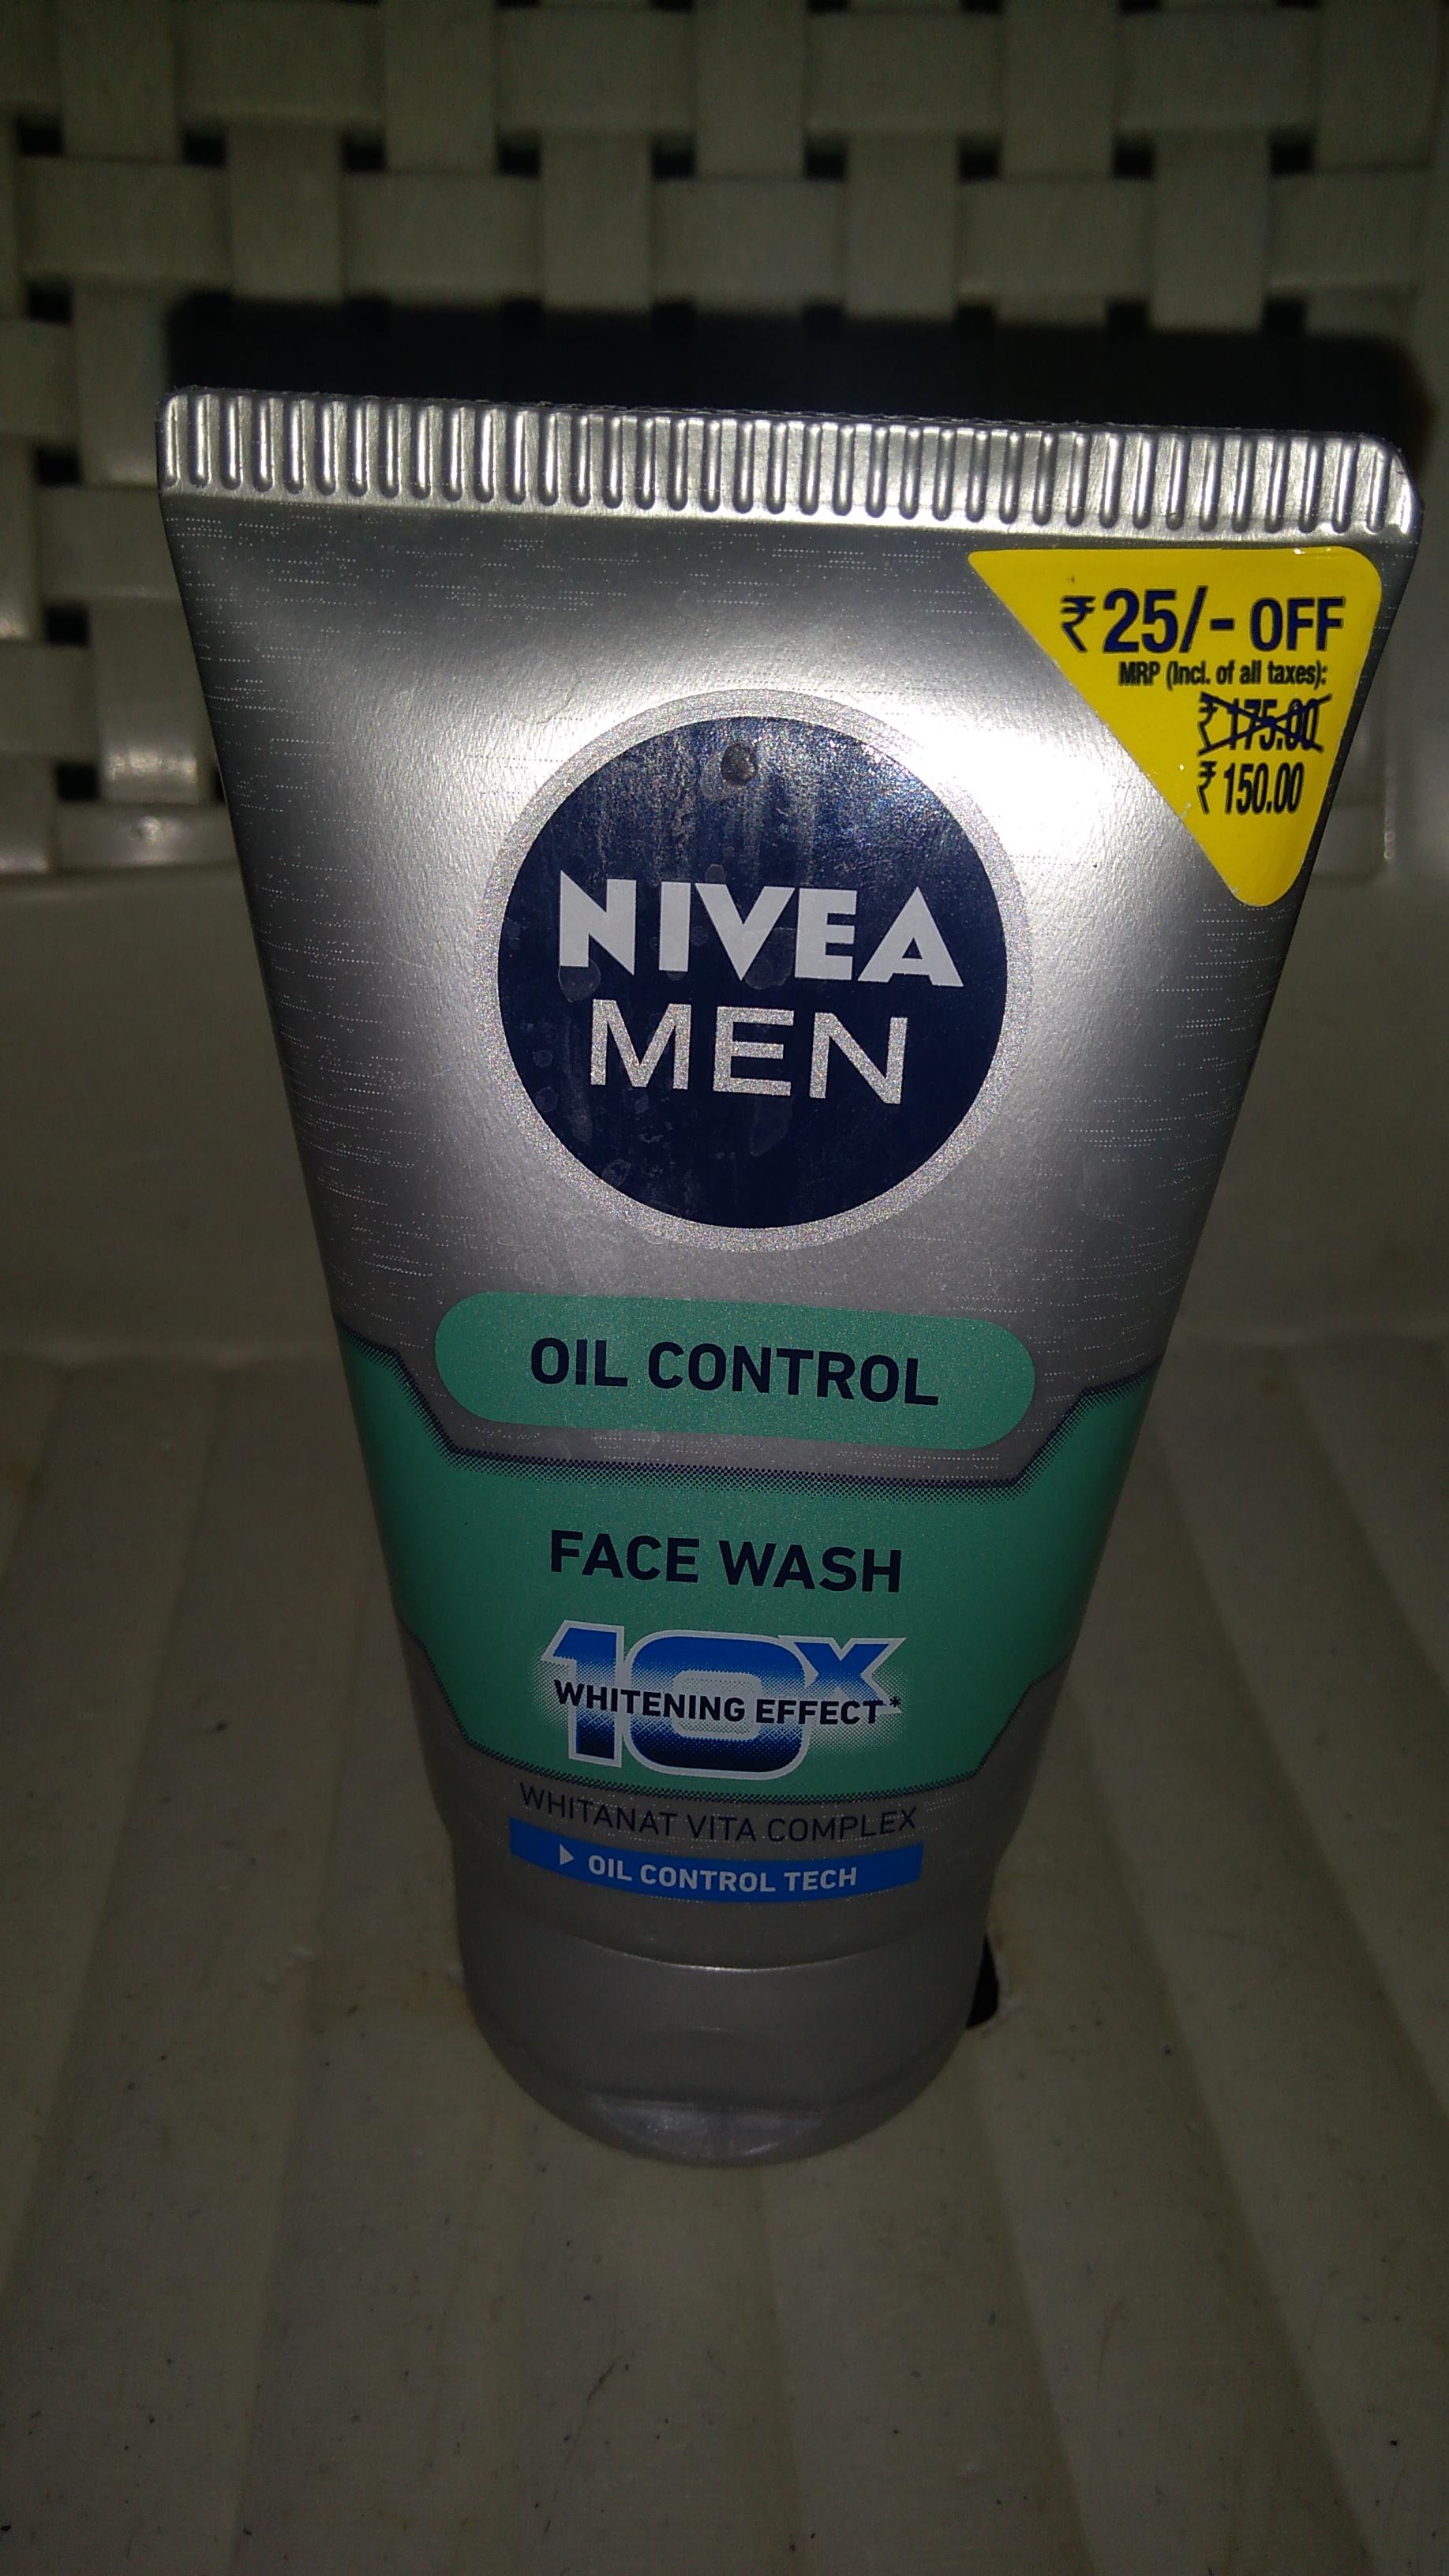 ₹25/- OFF
MRP (Incl. of all taxes):
₹175.00
₹150.00
NIVEA
MEN
OIL CONTROL
FACE WASH
10X
WHITENING EFFECT*
WHITANAT VITA COMPLEX
OIL CONTROL TECH